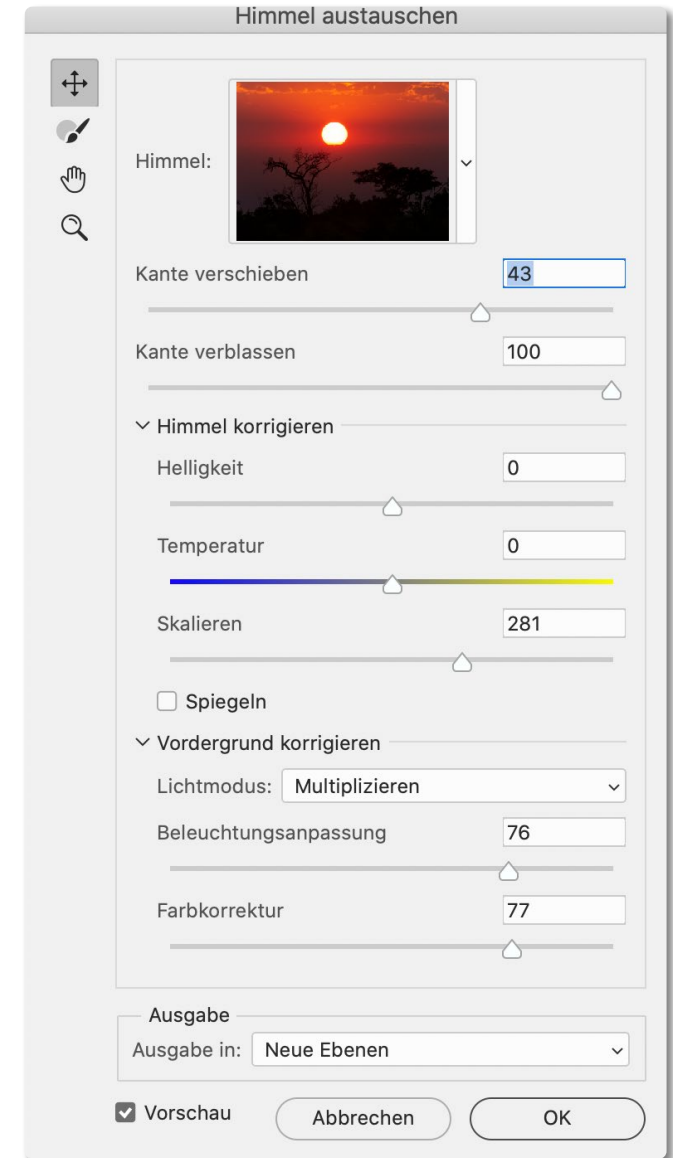 Himmel austauschen
Himmel:
Kante verschieben 43
Kante verblassen 100
Himmel korrigieren
Helligkeit 0
Temperatur 0
Skalieren 281
Spiegeln
Vordergrund korrigieren
Lichtmodus: Multiplizieren
Beleuchtungsanpassung 76
Farbkorrektur 77
Ausgabe
Ausgabe in: Neue Ebenen
Vorschau Abbrechen OK